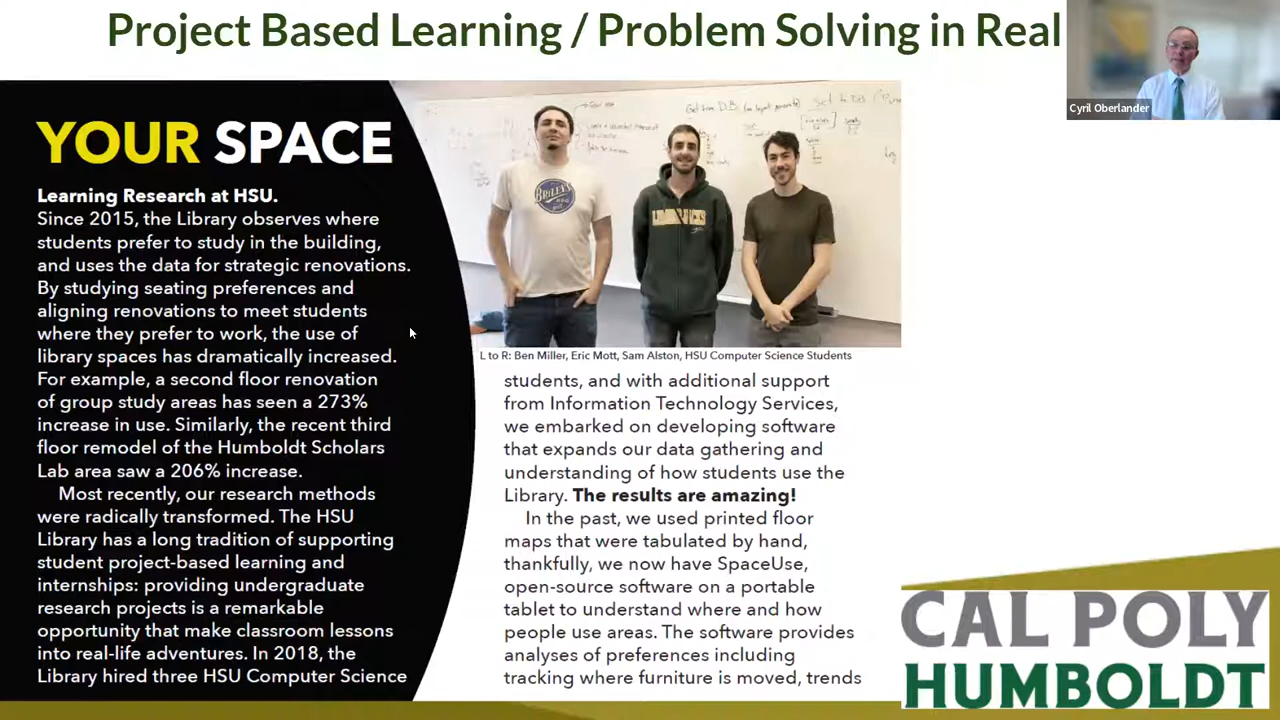 Project Based Learning / Problem Solving in Real
Cyril Oberlander
YOUR SPACE
Learning Research at HSU.
Since 2015, the Library observes where
students prefer to study in the building,
and uses the data for strategic renovations.
By studying seating preferences and
aligning renovations to meet students
where they prefer to work, the use of
library spaces has dramatically increased.
For example, a second floor renovation
of group study areas has seen a 273%
increase in use. Similarly, the recent third
floor remodel of the Humboldt Scholars
Lab area saw a 206% increase.
Most recently, our research methods
were radically transformed. The HSU
Library has a long tradition of supporting
student project-based learning and
internships: providing undergraduate
research projects is a remarkable
opportunity that make classroom lessons
into real-life adventures. In 2018, the
Library hired three HSU Computer Science
L to R: Ben Miller, Eric Mott, Sam Alston, HSU Computer Science Students
students, and with additional support
from Information Technology Services,
we embarked on developing software
that expands our data gathering and
understanding of how students use the
Library. The results are amazing!
In the past, we used printed floor
maps that were tabulated by hand,
thankfully, we now have SpaceUse,
open-source software on a portable
tablet to understand where and how
people use areas. The software provides
analyses of preferences including
tracking where furniture is moved, trends
CAL POLY
HUMBOLDT